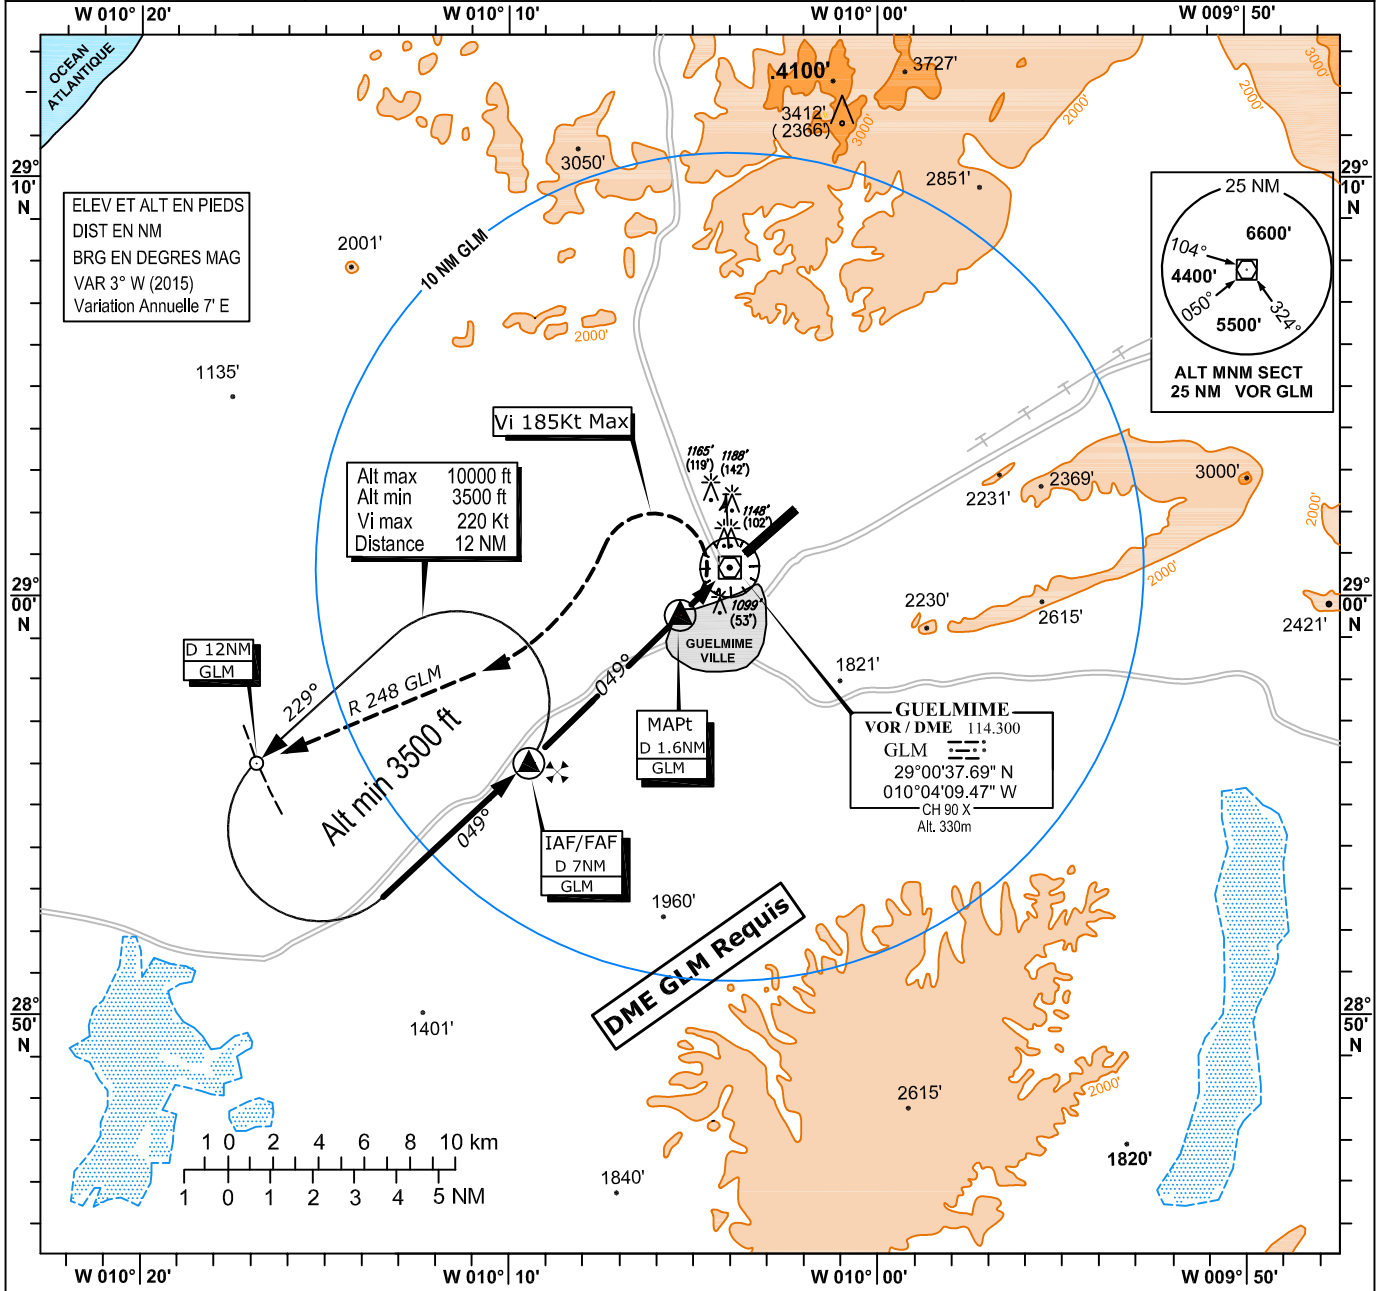 W 010° 20'
W 010° 10'
W 010° 00'
W 009° 50'
OCEAN
ATLANTIQUE
.4100'
3727'
3412'
( 2366')
3000'
2000'
2000'
3000'
3050'
2851'
29°
10'
N
29°
10'
N
ELEV ET ALT EN PIEDS
DIST EN NM
BRG EN DEGRES MAG
VAR 3° W (2015)
Variation Annuelle 7' E
25 NM
6600'
104°
4400'
050°
324°
5500'
ALT MNM SECT
25 NM VOR GLM
2001'
10 NM GLM
2000'
1135'
Vi 185Kt Max
Alt max 10000 ft
Alt min 3500 ft
Vi max 220 Kt
Distance 12 NM
1165'
(119')
1188'
(142')
1148'
(102')
2231'
2369'
3000'
2000'
2000'
29°
00'
N
29°
00'
N
1099'
(53')
2230'
2615'
2421'
GUELMIME
VILLE
D 12NM
GLM
229°
R 248 GLM
049°
1821'
Alt min 3500 ft
MAPt
D 1.6NM
GLM
GUELMIME
VOR / DME 114.300
GLM
29°00'37.69" N
010°04'09.47" W
CH 90 X
Alt. 330m
049°
IAF/FAF
D 7NM
GLM
1960'
DME GLM Requis
28°
50'
N
28°
50'
N
1401'
2000'
2615'
1820'
1840'
1 0 2 4 6 8 10 km
1 0 1 2 3 4 5 NM
W 010° 20'
W 010° 10'
W 010° 00'
W 009° 50'